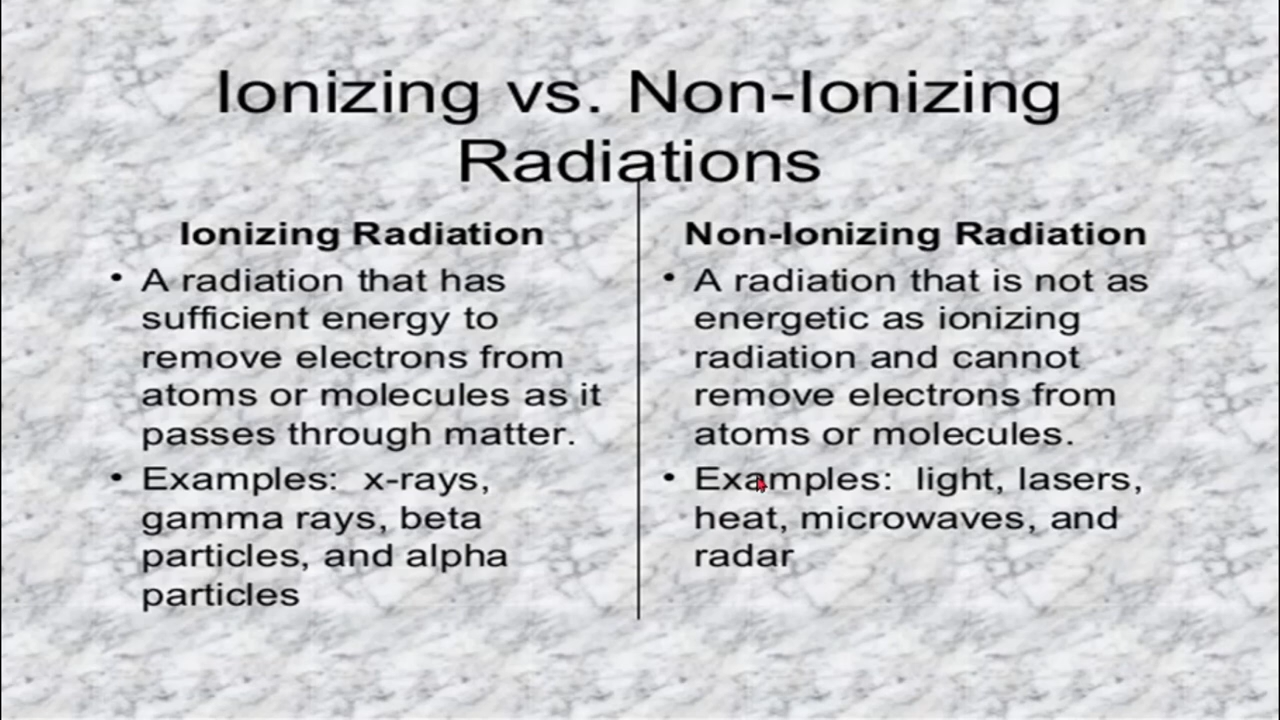 Ionizing vs. Non-Ionizing
Radiations
Ionizing Radiation
• A radiation that has
sufficient energy to
remove electrons from
atoms or molecules as it
passes through matter.
• Examples: x-rays,
gamma rays, beta
particles, and alpha
particles
Non-Ionizing Radiation
• A radiation that is not as
energetic as ionizing
radiation and cannot
remove electrons from
atoms or molecules.
• Examples: light, lasers,
heat, microwaves, and
radar